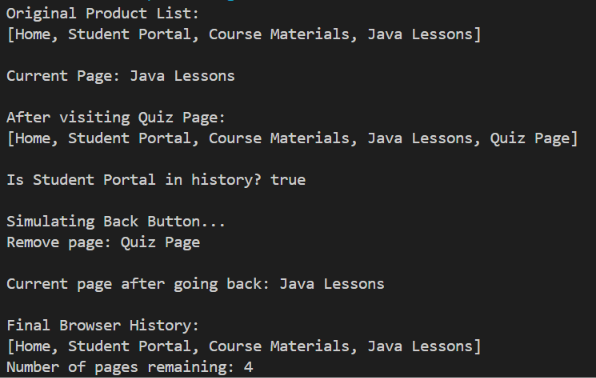 Original Product List:
[Home, Student Portal, Course Materials, Java Lessons]
Current Page: Java Lessons
After visiting Quiz Page:
[Home, Student Portal, Course Materials, Java Lessons, Quiz Page]
Is Student Portal in history? true
Simulating Back Button...
Remove page: Quiz Page
Current page after going back: Java Lessons
Final Browser History:
[Home, Student Portal, Course Materials, Java Lessons]
Number of pages remaining: 4